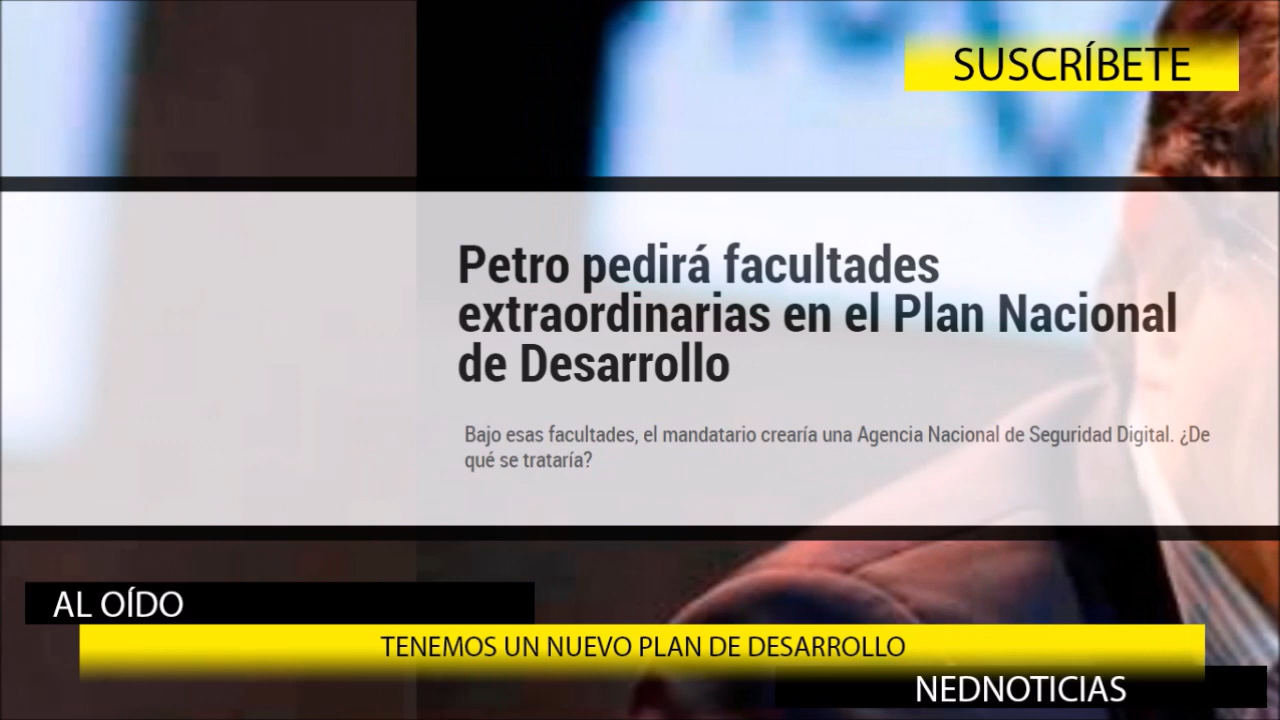 SUSCRÍBETE
Petro pedirá facultades
extraordinarias en el Plan Nacional
de Desarrollo
Bajo esas facultades, el mandatario crearía una Agencia Nacional de Seguridad Digital. ¿De
qué se trataría?
AL OÍDO
TENEMOS UN NUEVO PLAN DE DESARROLLO
NEDNOTICIAS